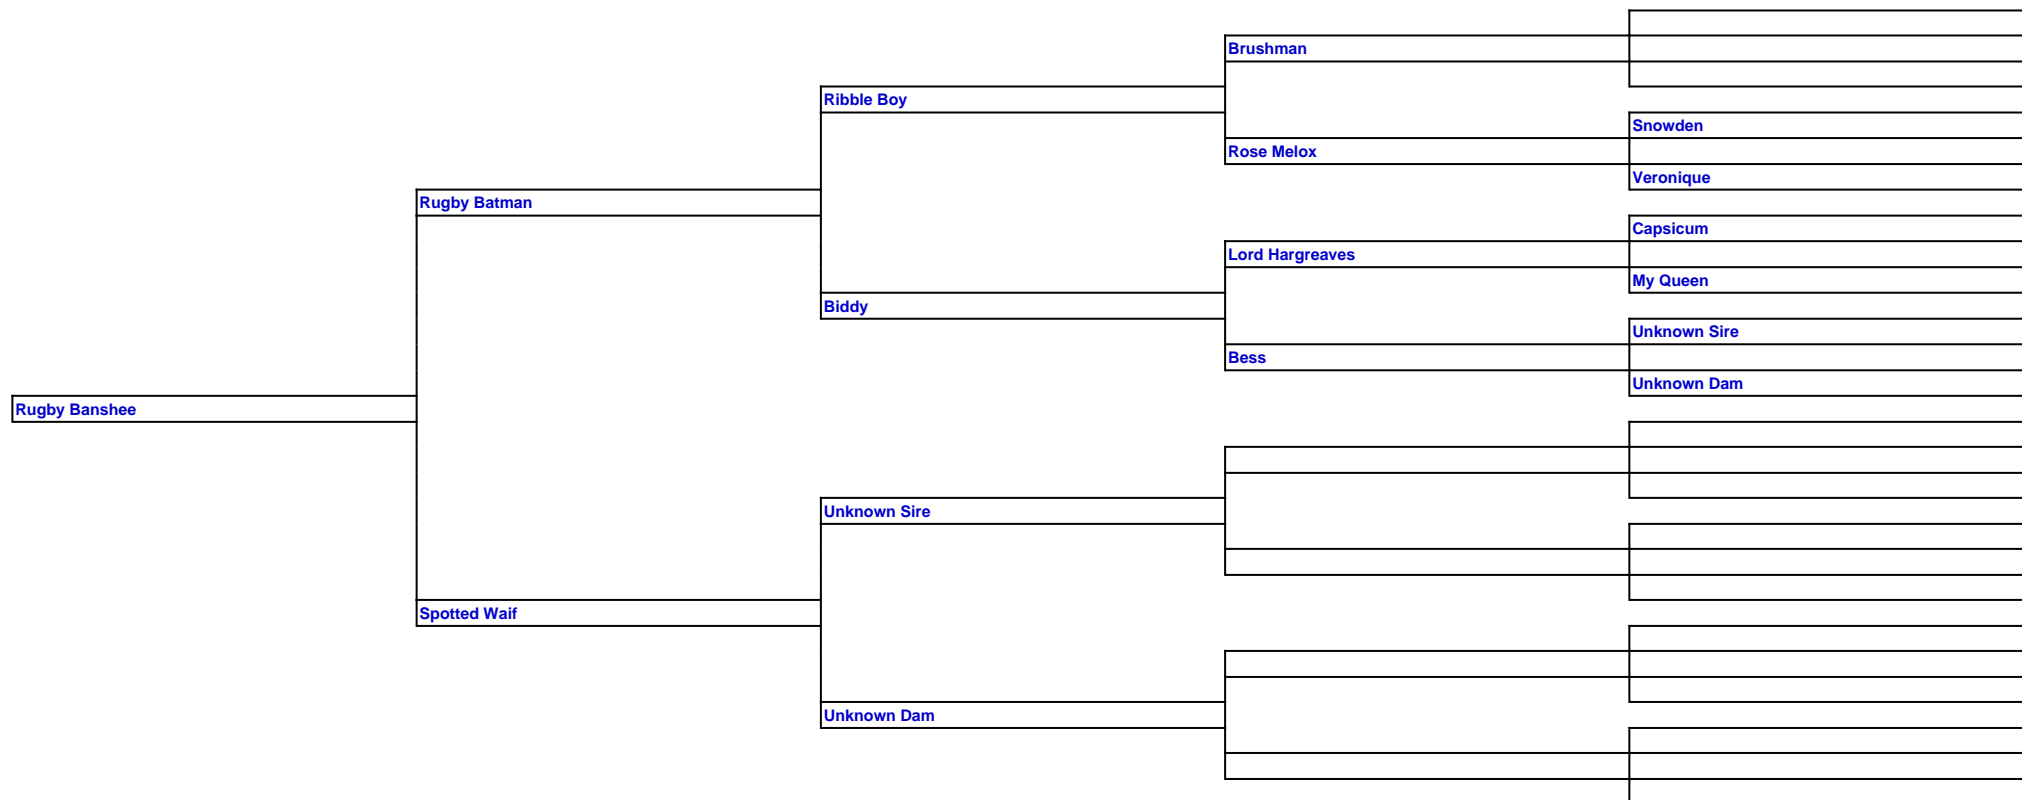 Brushman
Ribble Boy
Snowden
Rose Melox
Veronique
Rugby Batman
Capsicum
Lord Hargreaves
My Queen
Biddy
Unknown Sire
Bess
Unknown Dam
Rugby Banshee
Unknown Sire
Spotted Waif
Unknown Dam